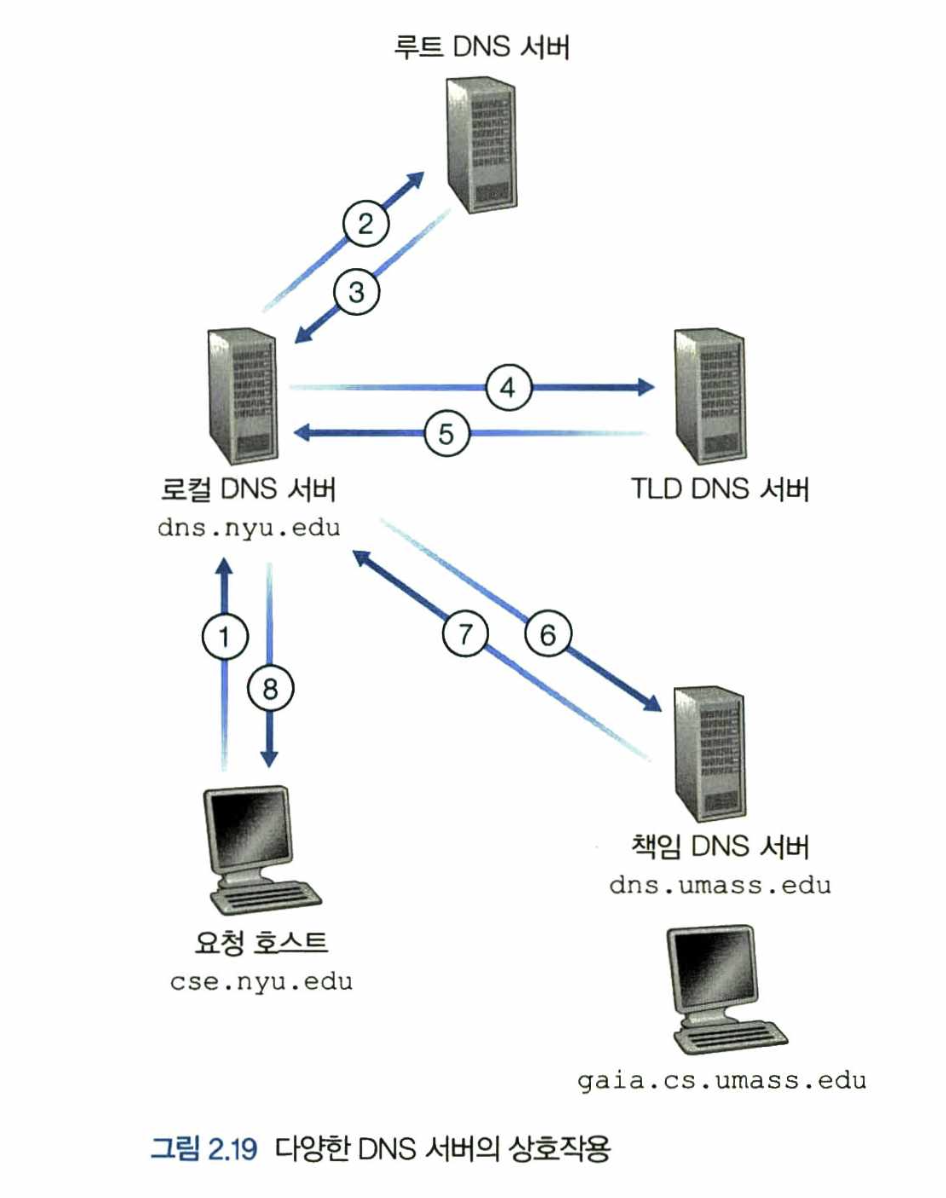 루트 DNS 서버
2
3
4
5
로컬 DNS 서버
dns.nyu.edu
TLD DNS 서버
1
8
7
6
책임 DNS 서버
dns.umass.edu
요청 호스트
cse.nyu.edu
gaia.cs.umass.edu
그림 2.19 다양한 DNS 서버의 상호작용